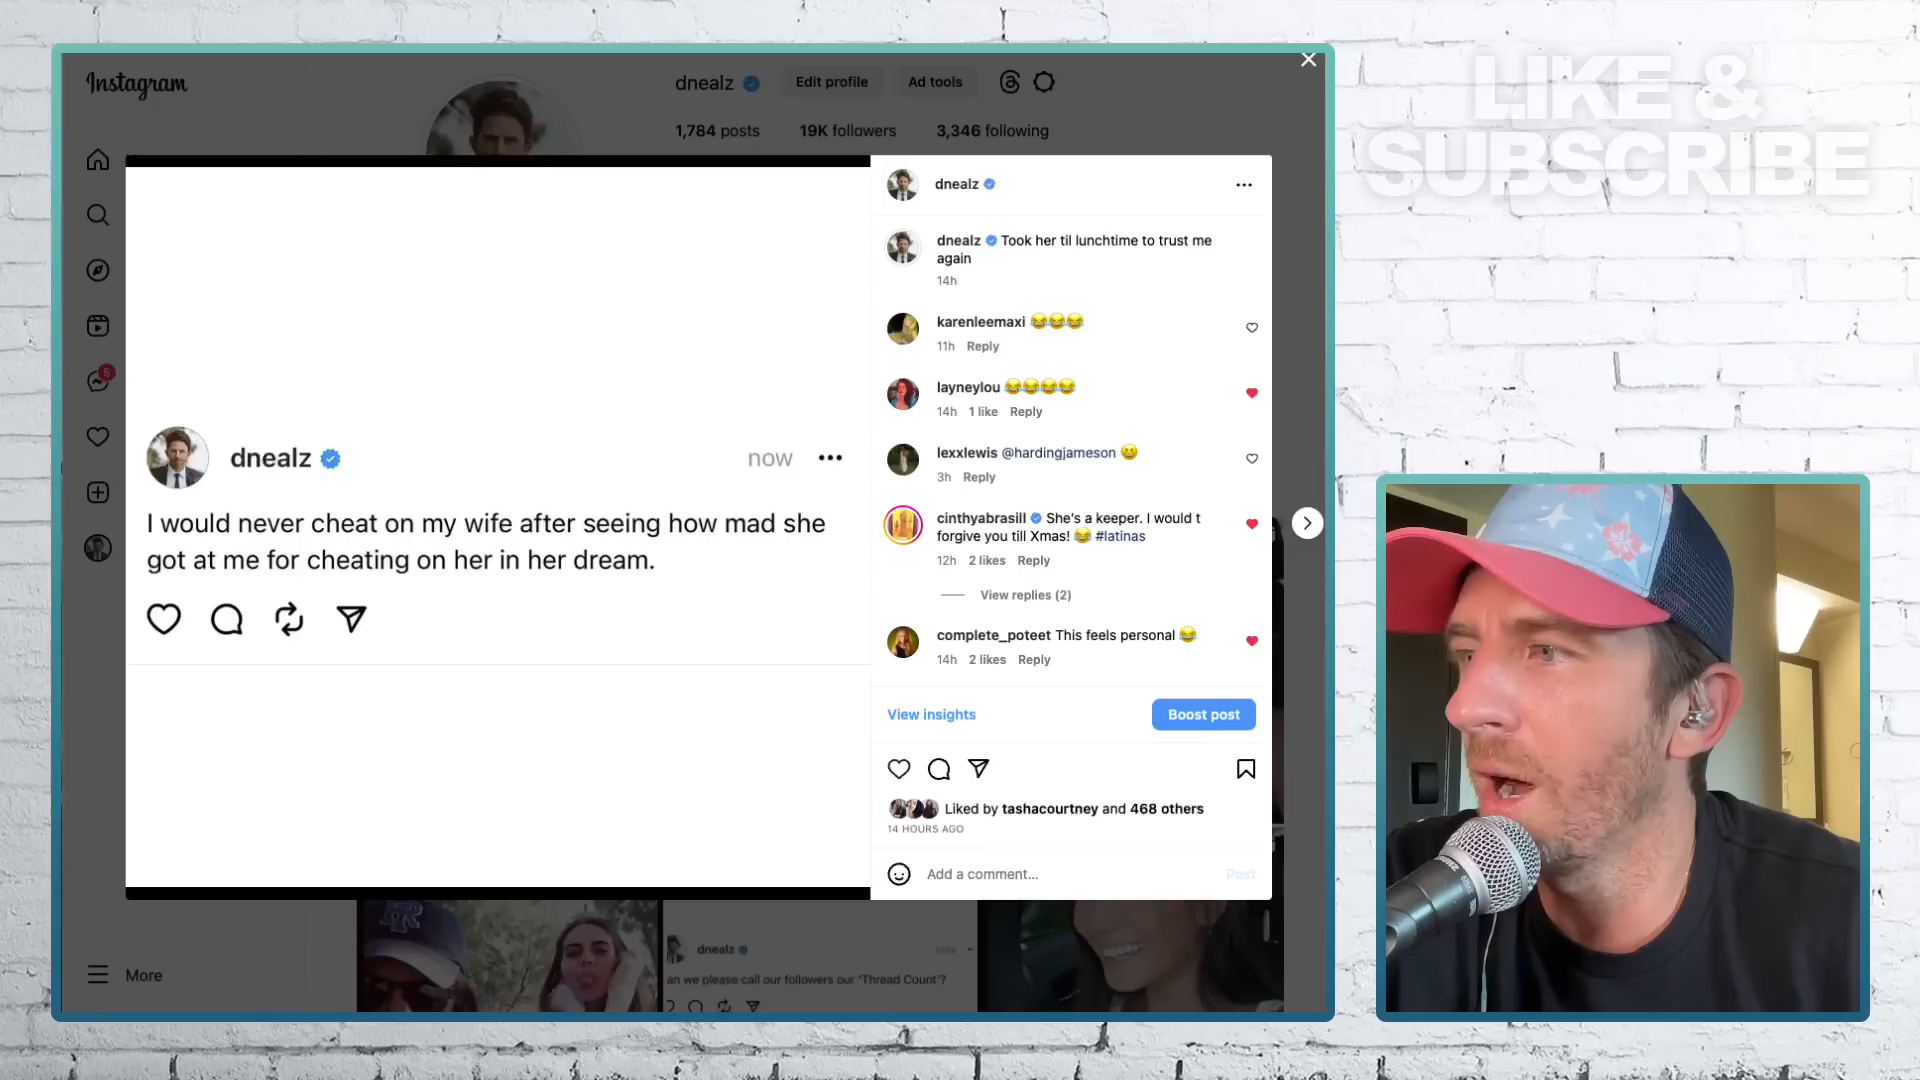 LIKE &
SUBSCRIBE
Instagram
dnealz
Edit profile
Ad tools
1,784 posts
19K followers
3,346 following
5
More
dnealz
now
I would never cheat on my wife after seeing how mad she
got at me for cheating on her in her dream.
dnealz
dnealz Took her til lunchtime to trust me
again
14h
karenleemaxi 😂😂😂
11h Reply
layneylou 😂😂😂😂
14h 1 like Reply
lexxlewis @hardingjameson 😆
3h Reply
cinthyabrasill She's a keeper. I would t
forgive you till Xmas! 😂 #latinas
12h 2 likes Reply
View replies (2)
complete_poteet This feels personal 😂
14h 2 likes Reply
View insights
Boost post
Liked by tashacourtney and 468 others
14 HOURS AGO
Add a comment...
Post
dnealz
now
an we please call our followers our 'Thread Count'?